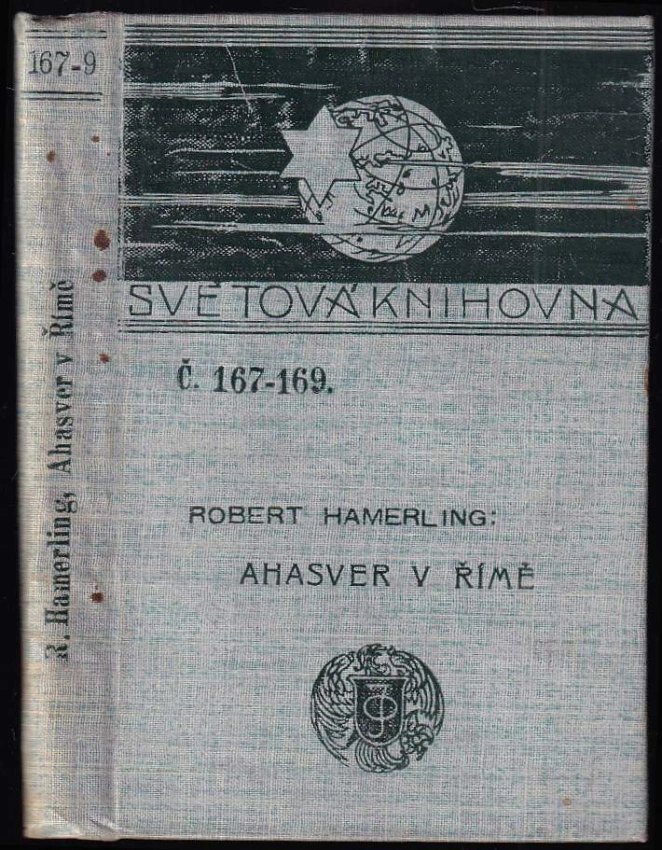 167-9
R. Hamerling, Ahasver v Římě
SVĚTOVÁ KNIHOVNA
Č. 167-169.
ROBERT HAMERLING:
AHASVER V ŘÍMĚ